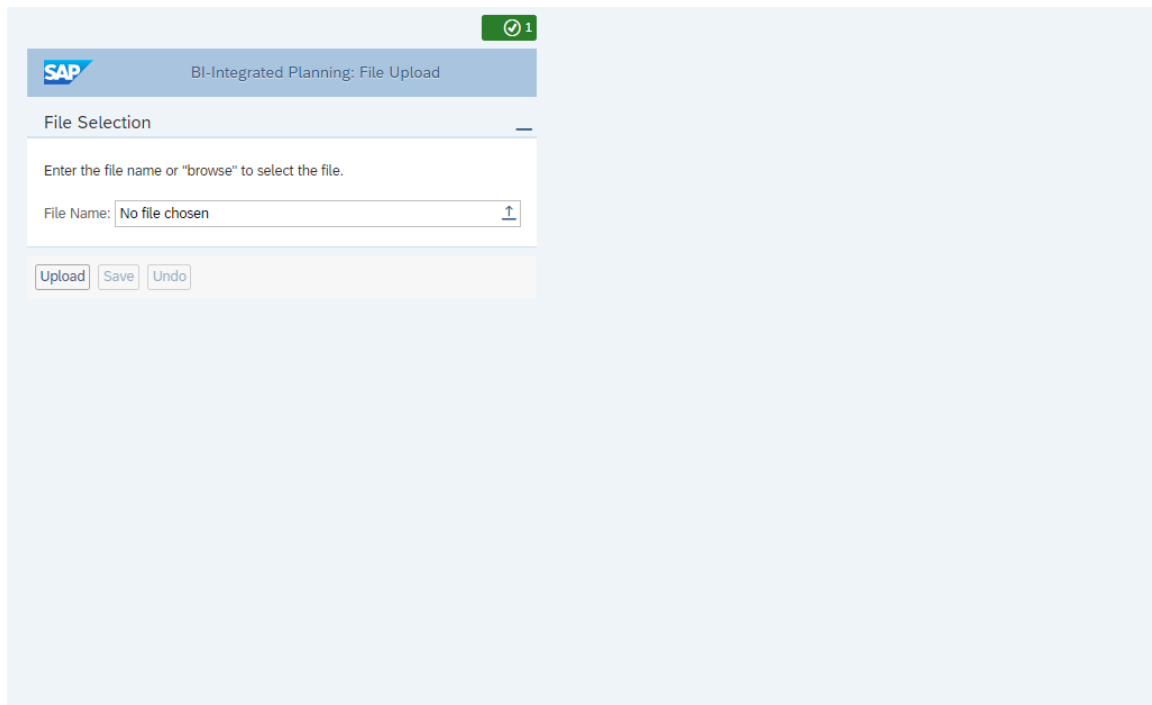 1
SAP BI-Integrated Planning: File Upload
File Selection
Enter the file name or "browse" to select the file.
File Name: No file chosen
Upload Save Undo